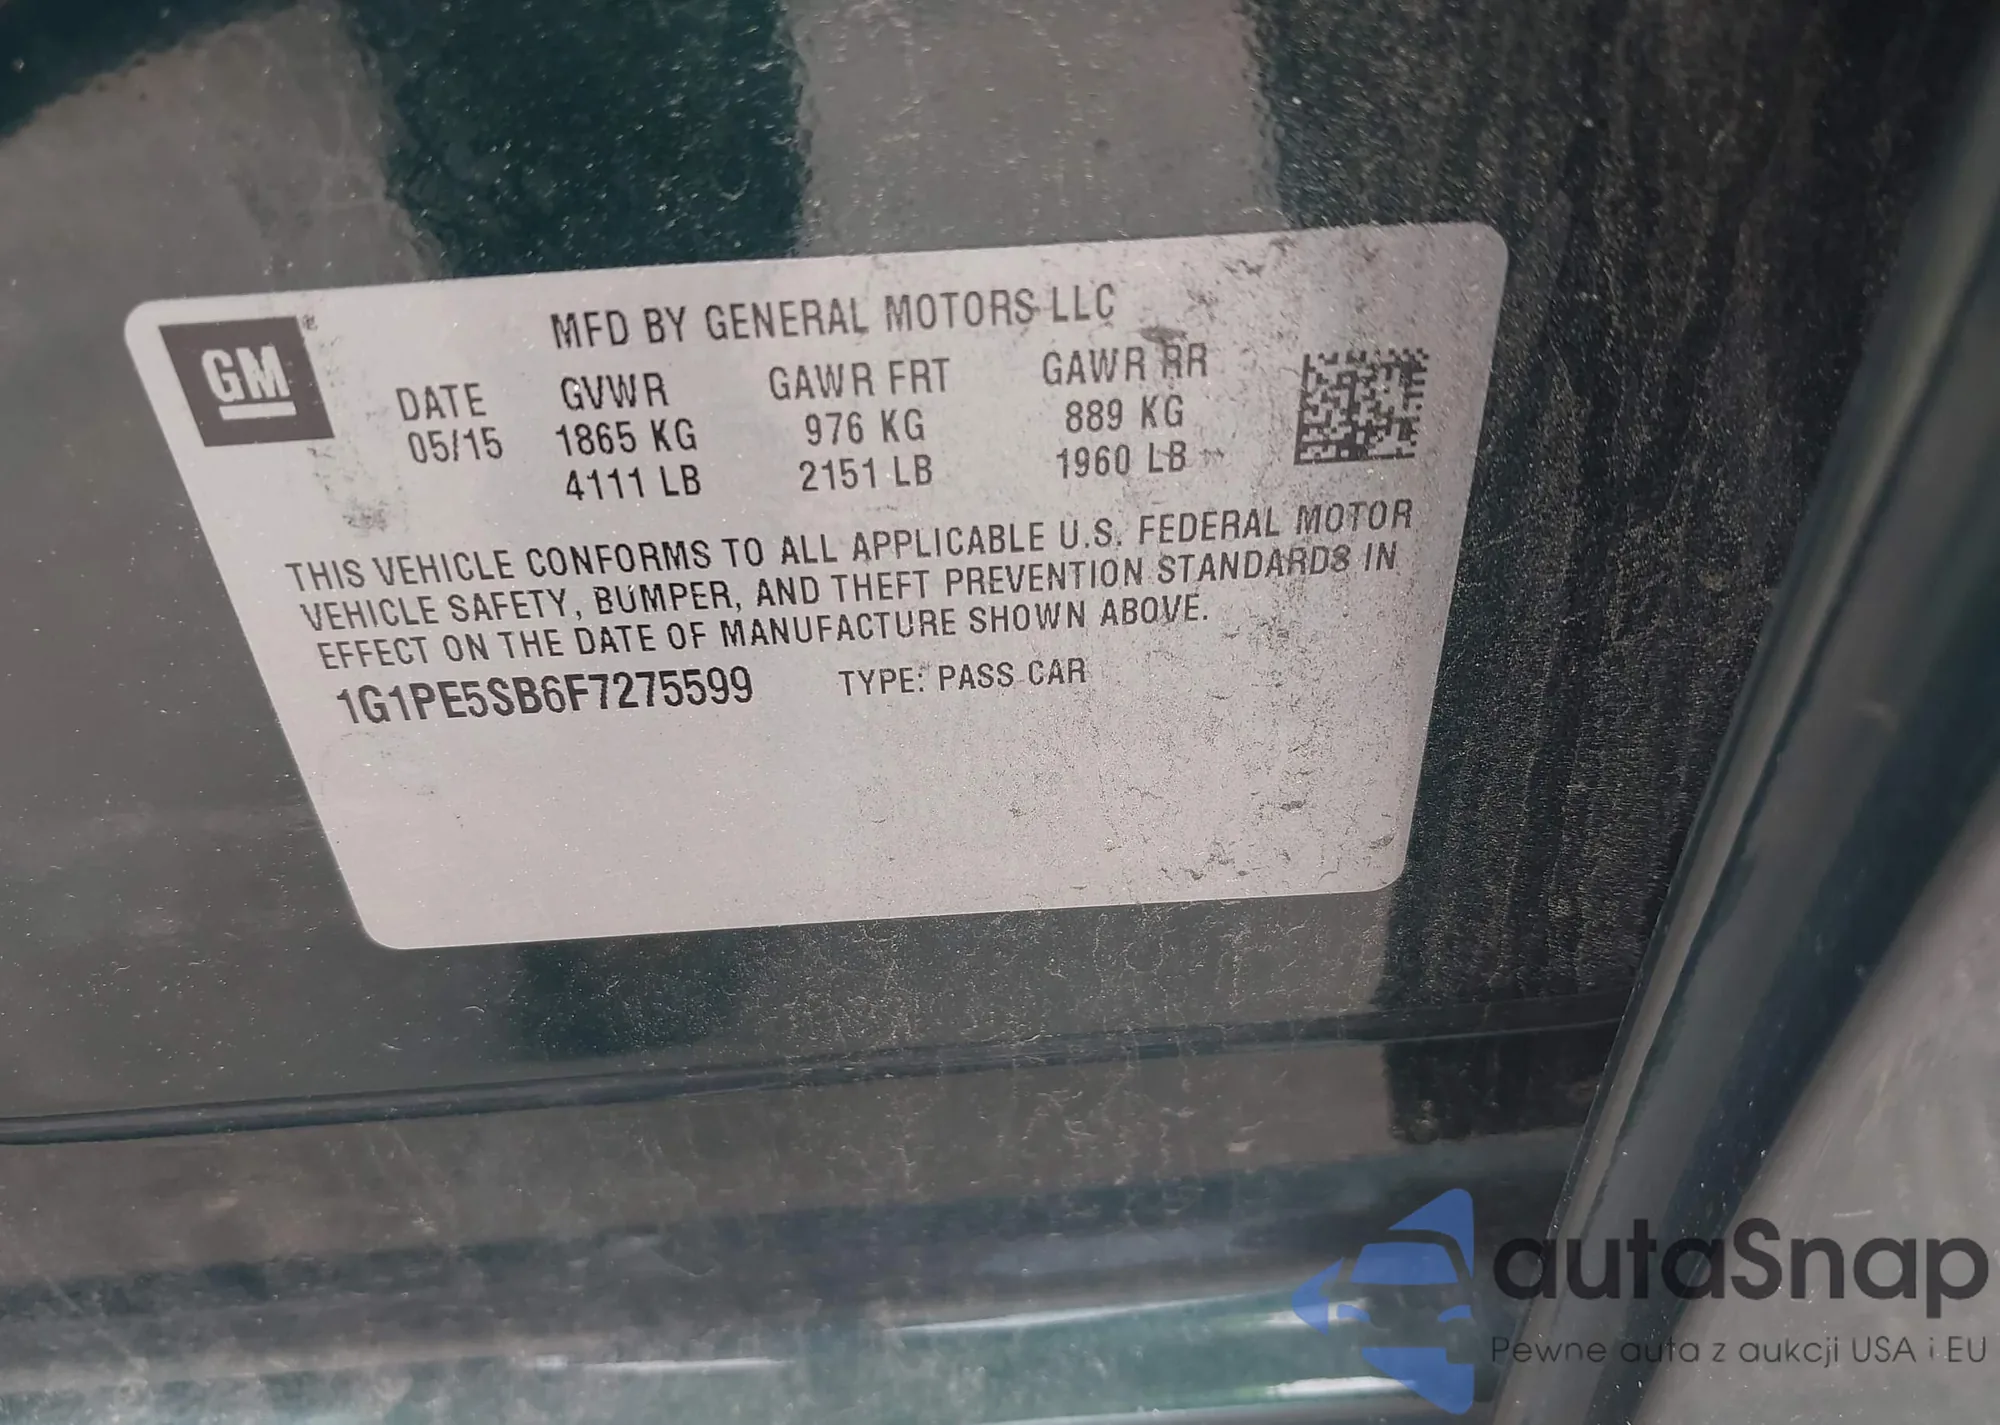 GM®
MFD BY GENERAL MOTORS LLC
DATE GVWR GAWR FRT GAWR RR
05/15 1865 KG 976 KG 889 KG
4111 LB 2151 LB 1960 LB
THIS VEHICLE CONFORMS TO ALL APPLICABLE U.S. FEDERAL MOTOR
VEHICLE SAFETY, BUMPER, AND THEFT PREVENTION STANDARDS IN
EFFECT ON THE DATE OF MANUFACTURE SHOWN ABOVE.
1G1PE5SB6F7275599 TYPE: PASS CAR
autaSnap
Pewne auta z aukcji USA i EU